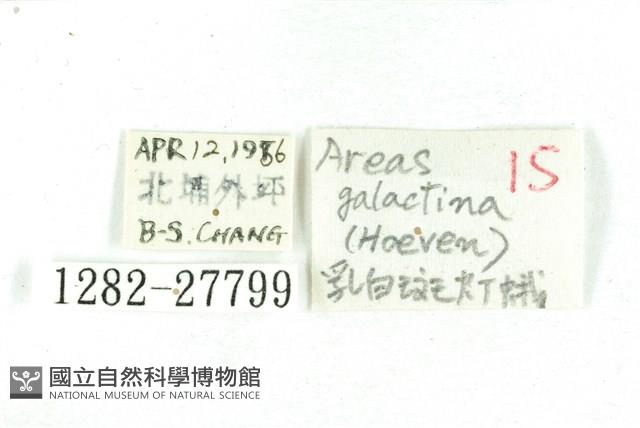 APR 12, 1986
北埔外坪
B-S. CHANG
1282-27799
Areas
galactina
(Hoeven)
乳白斑灯蛾
15
國立自然科學博物館
NATIONAL MUSEUM OF NATURAL SCIENCE